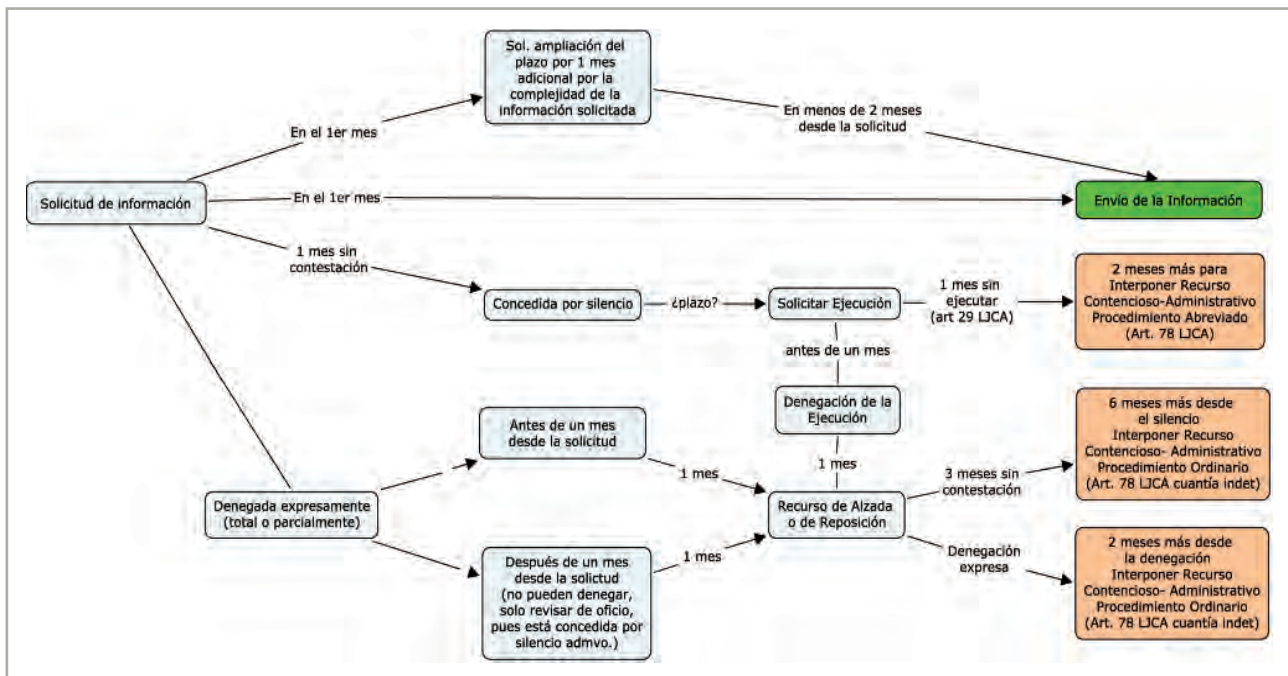 Sol. ampliación del
plazo por 1 mes
adicional por la
complejidad de la
información solicitada
En el 1er mes
En menos de 2 meses
desde la solicitud
Solicitud de información
En el 1er mes
Envío de la Información
1 mes sin
contestación
Concedida por silencio
¿plazo?
Solicitar Ejecución
1 mes sin
ejecutar
(art 29 LJCA)
2 meses más para
Interponer Recurso
Contencioso-Administrativo
Procedimiento Abreviado
(Art. 78 LJCA)
antes de un mes
Denegación de la
Ejecución
1 mes
Antes de un mes
desde la solicitud
1 mes
Denegada expresamente
(total o parcialmente)
Recurso de Alzada
o de Reposición
3 meses sin
contestación
6 meses más desde
el silencio
Interponer Recurso
Contencioso- Administrativo
Procedimiento Ordinario
(Art. 78 LJCA cuantía indet)
Después de un mes
desde la solictud
(no pueden denegar,
solo revisar de oficio,
pues está concedida por
silencio admvo.)
1 mes
Denegación
expresa
2 meses más desde
la denegación
Interponer Recurso
Contencioso- Administrativo
Procedimiento Ordinario
(Art. 78 LJCA cuantía indet)